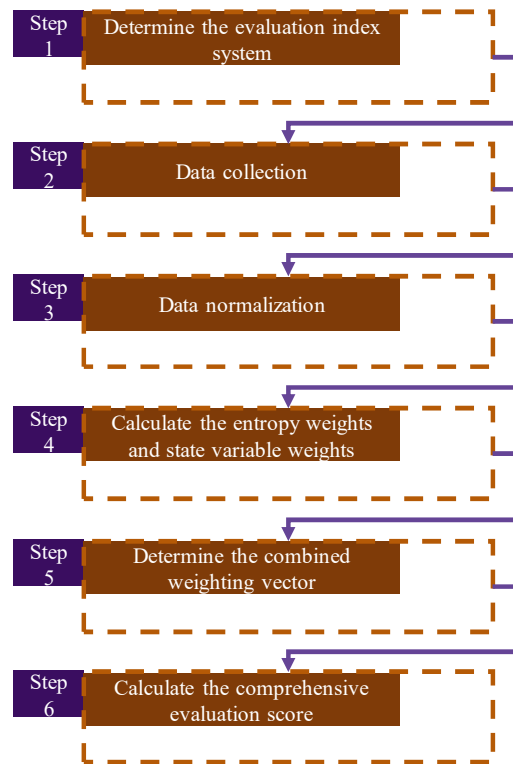 Step
1
Determine the evaluation index
system
Step
2
Data collection
Step
3
Data normalization
Step
4
Calculate the entropy weights
and state variable weights
Step
5
Determine the combined
weighting vector
Step
6
Calculate the comprehensive
evaluation score